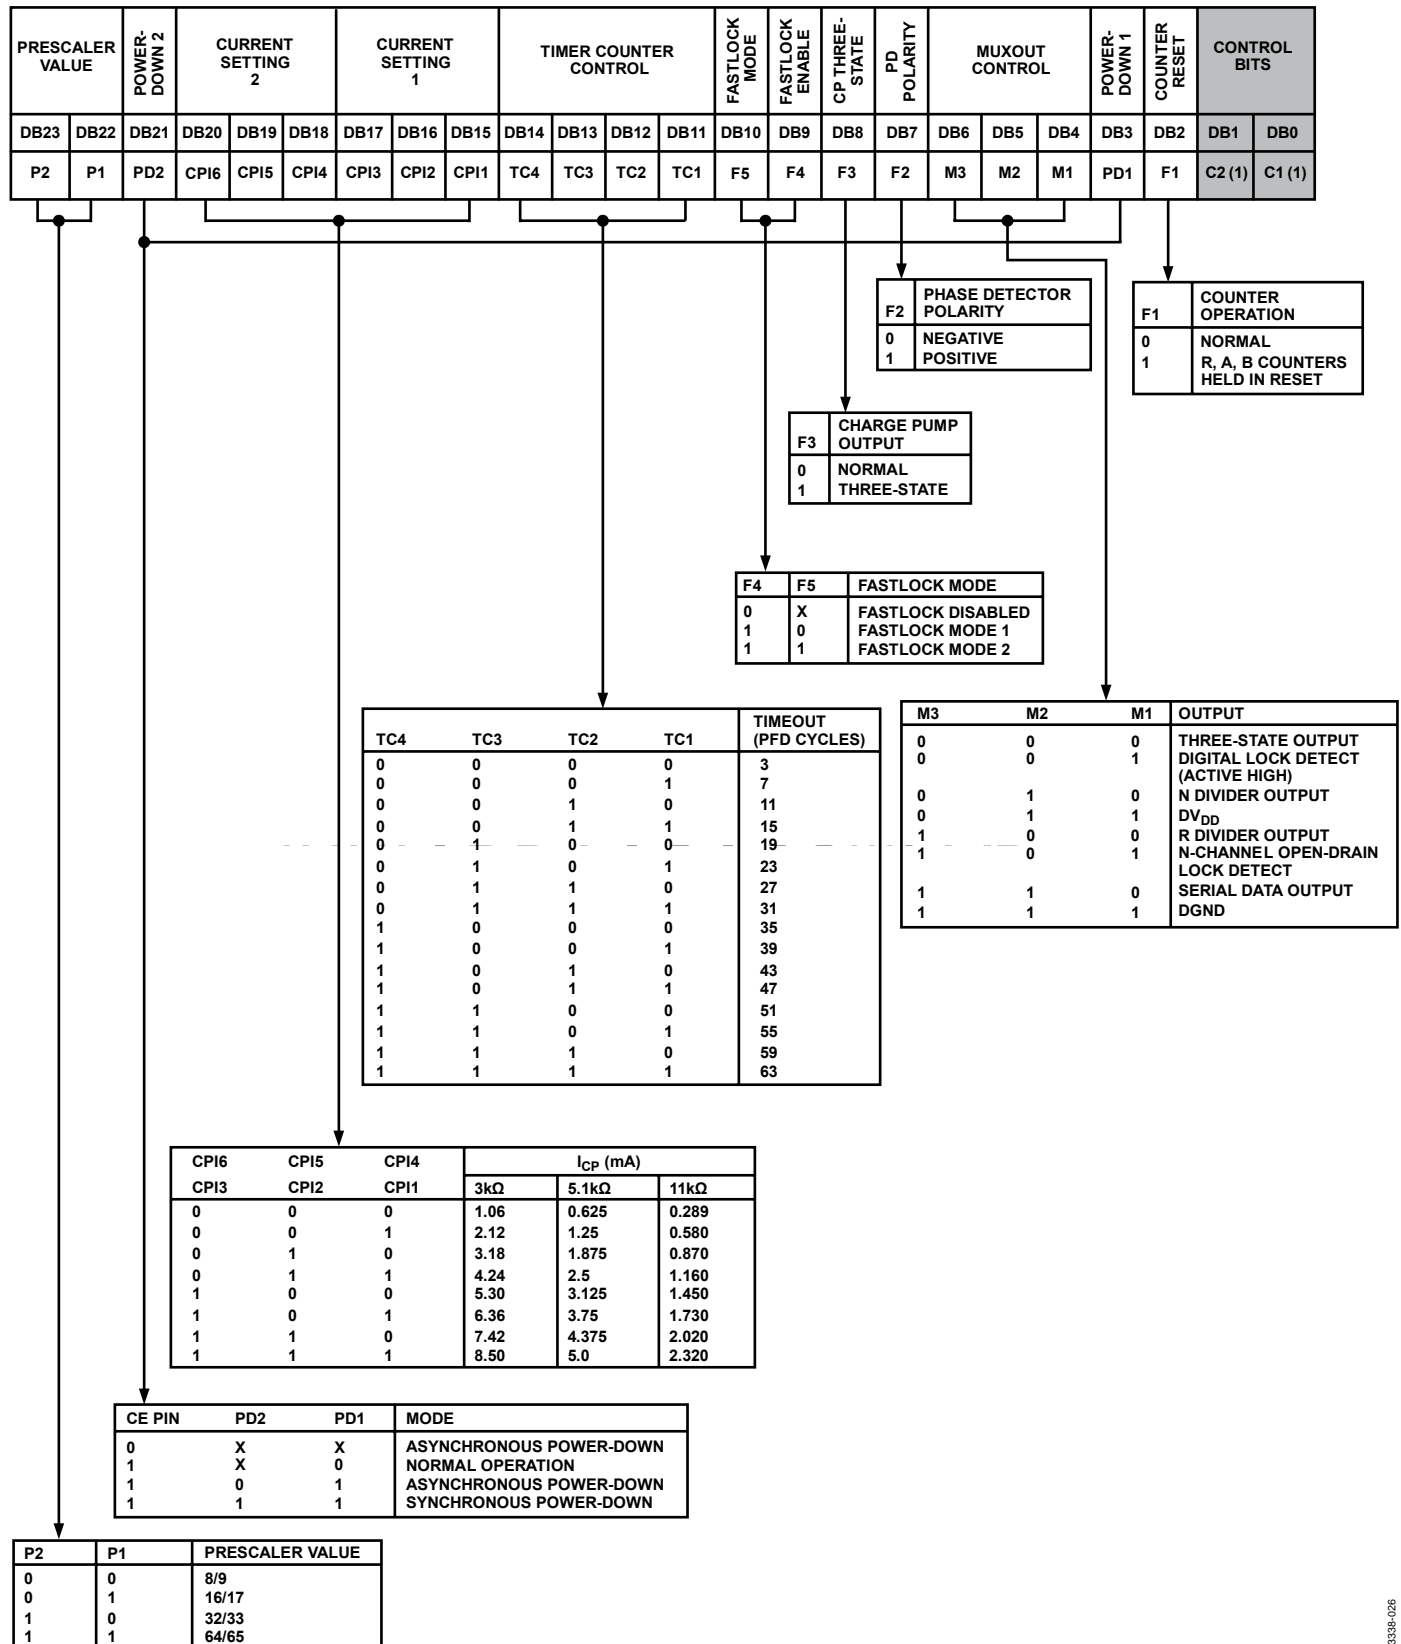 PRESCALER VALUE
POWER-DOWN 2
CURRENT SETTING 2
CURRENT SETTING 1
TIMER COUNTER CONTROL
FASTLOCK MODE
FASTLOCK ENABLE
CP THREE-STATE
PD POLARITY
MUXOUT CONTROL
POWER-DOWN 1
COUNTER RESET
CONTROL BITS
DB23 DB22 DB21 DB20 DB19 DB18 DB17 DB16 DB15 DB14 DB13 DB12 DB11 DB10 DB9 DB8 DB7 DB6 DB5 DB4 DB3 DB2 DB1 DB0
P2 P1 PD2 CPI6 CPI5 CPI4 CPI3 CPI2 CPI1 TC4 TC3 TC2 TC1 F5 F4 F3 F2 M3 M2 M1 PD1 F1 C2 (1) C1 (1)
F2 PHASE DETECTOR POLARITY
0 NEGATIVE
1 POSITIVE
F1 COUNTER OPERATION
0 NORMAL
1 R, A, B COUNTERS
HELD IN RESET
F3 CHARGE PUMP OUTPUT
0 NORMAL
1 THREE-STATE
F4 F5 FASTLOCK MODE
0 X FASTLOCK DISABLED
1 0 FASTLOCK MODE 1
1 1 FASTLOCK MODE 2
TC4 TC3 TC2 TC1 TIMEOUT (PFD CYCLES)
0 0 0 0 3
0 0 0 1 7
0 0 1 0 11
0 0 1 1 15
0 1 0 0 19
0 1 0 1 23
0 1 1 0 27
0 1 1 1 31
1 0 0 0 35
1 0 0 1 39
1 0 1 0 43
1 0 1 1 47
1 1 0 0 51
1 1 0 1 55
1 1 1 0 59
1 1 1 1 63
M3 M2 M1 OUTPUT
0 0 0 THREE-STATE OUTPUT
0 0 1 DIGITAL LOCK DETECT
(ACTIVE HIGH)
0 1 0 N DIVIDER OUTPUT
0 1 1 DVDD
1 0 0 R DIVIDER OUTPUT
1 0 1 N-CHANNEL OPEN-DRAIN
LOCK DETECT
1 1 0 SERIAL DATA OUTPUT
1 1 1 DGND
CPI6 CPI5 CPI4 ICP (mA)
CPI3 CPI2 CPI1 3kΩ 5.1kΩ 11kΩ
0 0 0 1.06 0.625 0.289
0 0 1 2.12 1.25 0.580
0 1 0 3.18 1.875 0.870
0 1 1 4.24 2.5 1.160
1 0 0 5.30 3.125 1.450
1 0 1 6.36 3.75 1.730
1 1 0 7.42 4.375 2.020
1 1 1 8.50 5.0 2.320
CE PIN PD2 PD1 MODE
0 X X ASYNCHRONOUS POWER-DOWN
1 X 0 NORMAL OPERATION
1 0 1 ASYNCHRONOUS POWER-DOWN
1 1 1 SYNCHRONOUS POWER-DOWN
P2 P1 PRESCALER VALUE
0 0 8/9
0 1 16/17
1 0 32/33
1 1 64/65
3338-026